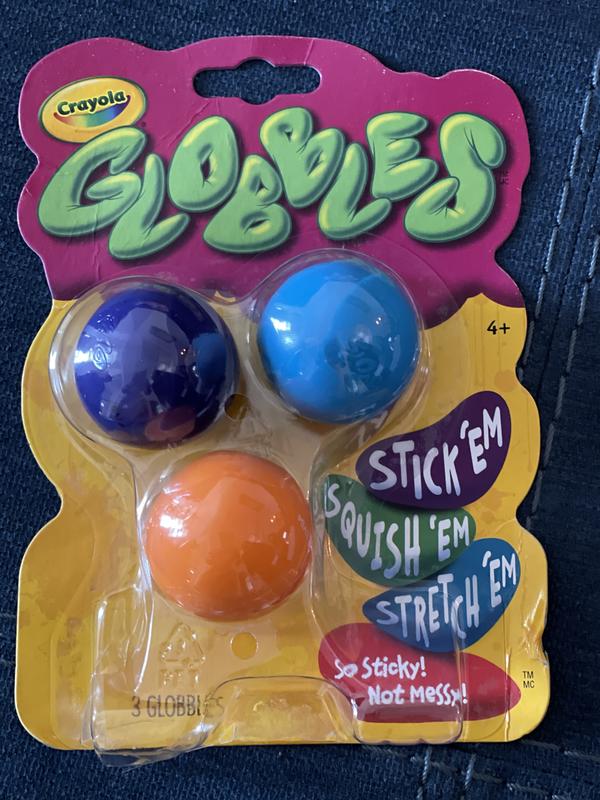 Crayola
GLOBBLES
4+
STICK 'EM
SQUISH 'EM
STRETCH 'EM
So Sticky!
Not Messy!
TM
MC
3 GLOBBLES